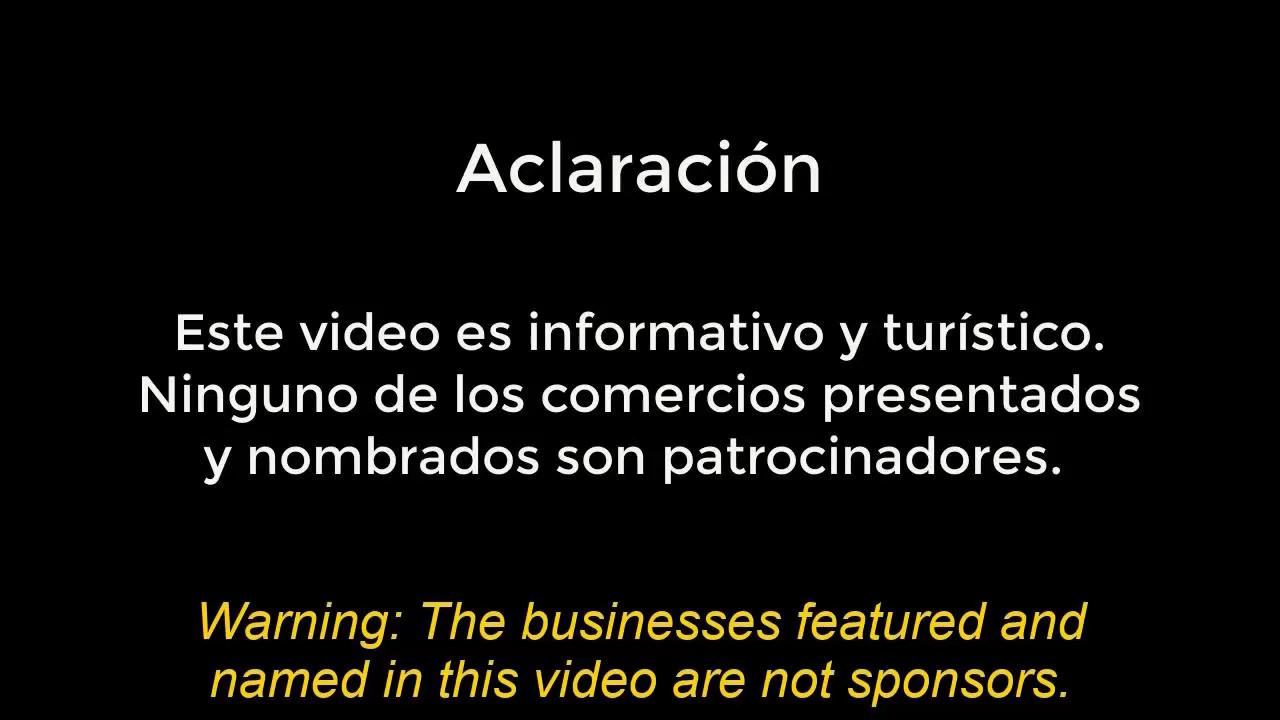 Aclaración
Este video es informativo y turístico.
Ninguno de los comercios presentados
y nombrados son patrocinadores.
Warning: The businesses featured and
named in this video are not sponsors.